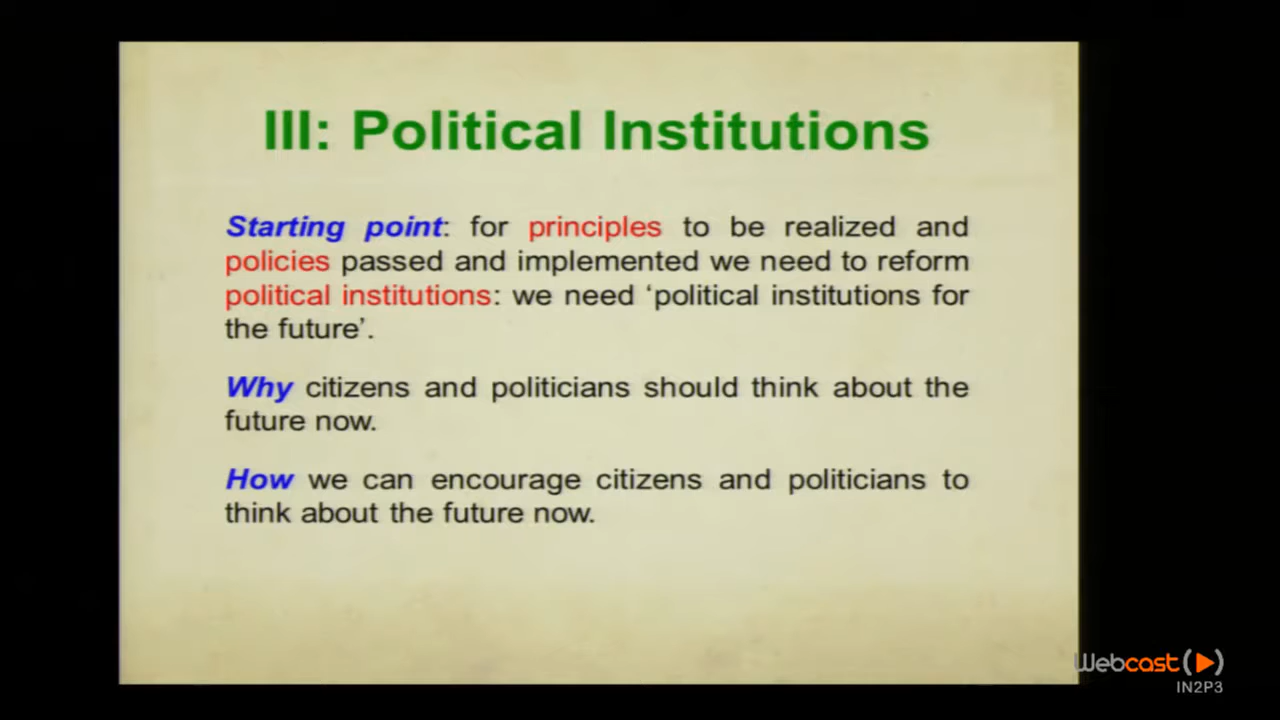 III: Political Institutions
Starting point: for principles to be realized and
policies passed and implemented we need to reform
political institutions: we need ‘political institutions for
the future’.
Why citizens and politicians should think about the
future now.
How we can encourage citizens and politicians to
think about the future now.
Webcast
IN2P3